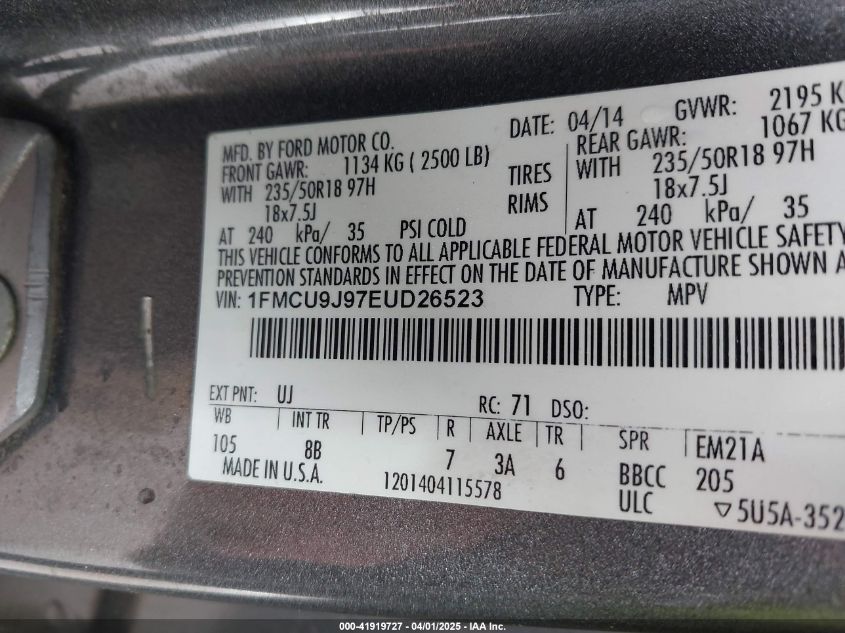 MFD. BY FORD MOTOR CO. DATE: 04/14 GVWR: 2195 K
FRONT GAWR: 1134 KG ( 2500 LB) REAR GAWR: 1067 KG
WITH 235/50R18 97H TIRES WITH 235/50R18 97H
18x7.5J RIMS 18x7.5J
AT 240 kPa/ 35 PSI COLD AT 240 kPa/ 35
THIS VEHICLE CONFORMS TO ALL APPLICABLE FEDERAL MOTOR VEHICLE SAFETY
PREVENTION STANDARDS IN EFFECT ON THE DATE OF MANUFACTURE SHOWN A
VIN: 1FMCU9J97EUD26523 TYPE: MPV
EXT PNT: UJ RC: 71 DSO:
WB INT TR TP/PS R AXLE TR SPR EM21A
105 8B 7 3A 6 BBCC 205
MADE IN U.S.A. 1201404115578 ULC ▽5U5A-352
000-41919727 - 04/01/2025 - IAA Inc.